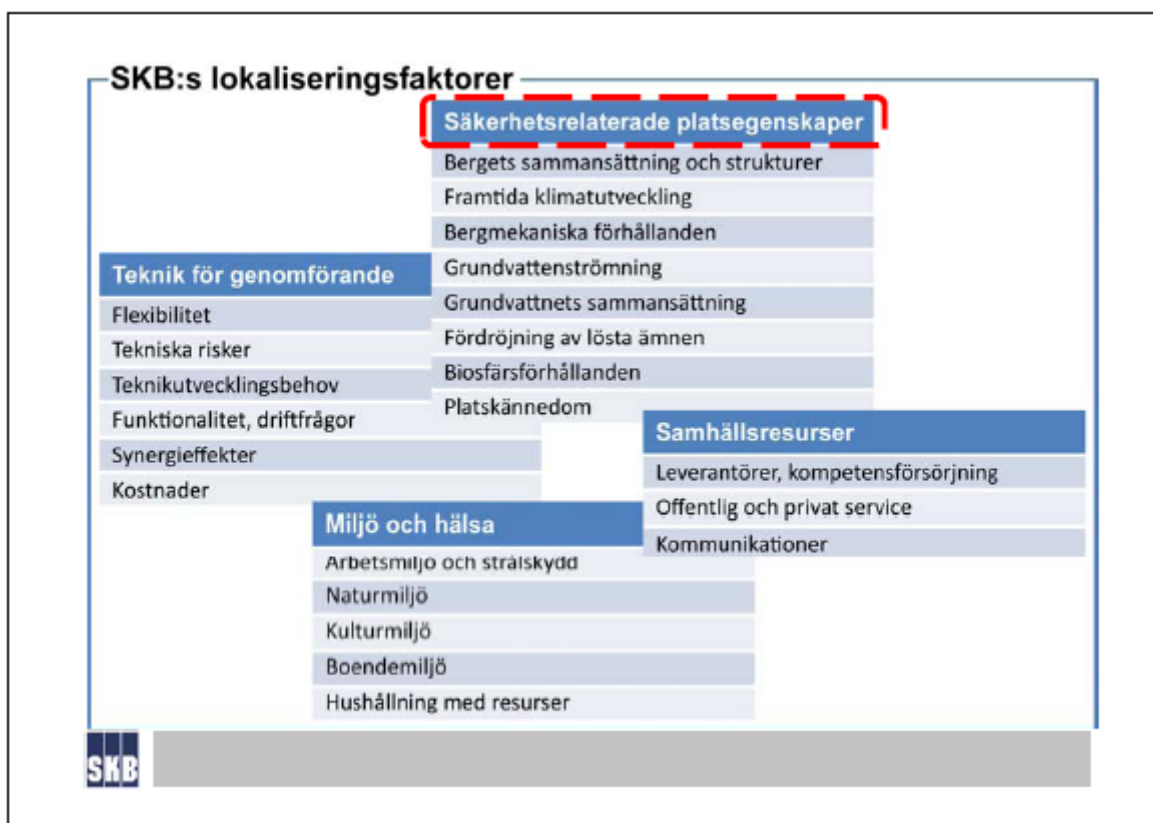 SKB:s lokaliseringsfaktorer
Säkerhetsrelaterade platsegenskaper
Bergets sammansättning och strukturer
Framtida klimatutveckling
Bergmekaniska förhållanden
Grundvattenströmning
Grundvattnets sammansättning
Fördröjning av lösta ämnen
Biosfärsförhållanden
Platskännedom
Teknik för genomförande
Flexibilitet
Tekniska risker
Teknikutvecklingsbehov
Funktionalitet, driftfrågor
Synergieffekter
Kostnader
Samhällsresurser
Leverantörer, kompetensförsörjning
Offentlig och privat service
Kommunikationer
Miljö och hälsa
Arbetsmiljö och strålskydd
Naturmiljö
Kulturmiljö
Boendemiljö
Hushållning med resurser
SKB